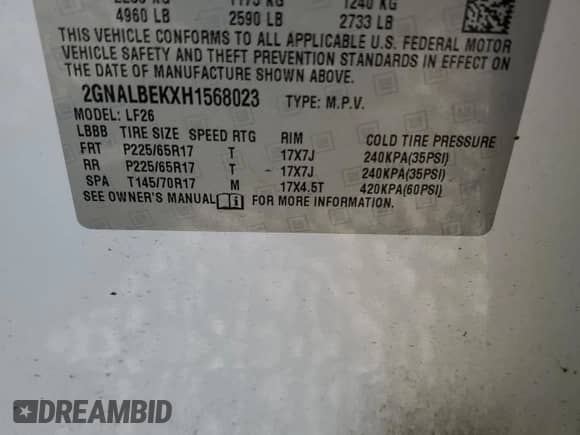 1240 KG
4960 LB 2590 LB 2733 LB
THIS VEHICLE CONFORMS TO ALL APPLICABLE U.S. FEDERAL MOTOR
VEHICLE SAFETY AND THEFT PREVENTION STANDARDS IN EFFECT ON
THE DATE OF MANUFACTURE SHOWN ABOVE.
2GNALBEKXH1568023 TYPE: M.P.V.
MODEL: LF26
LBBB TIRE SIZE SPEED RTG RIM COLD TIRE PRESSURE
FRT P225/65R17 T 17X7J 240KPA(35PSI)
RR P225/65R17 T 17X7J 240KPA(35PSI)
SPA T145/70R17 M 17X4.5T 420KPA(60PSI)
SEE OWNER'S MANUAL FOR MORE INFORMATION.
DREAMBID